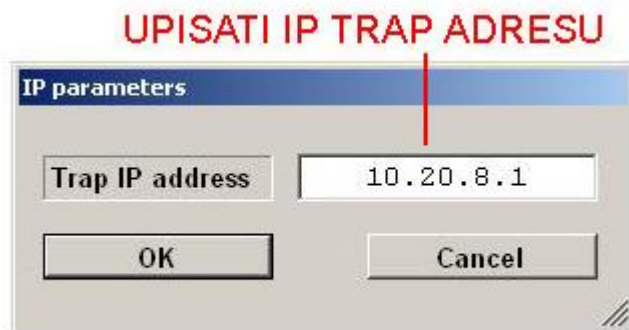 UPISATI IP TRAP ADRESU
IP parameters
Trap IP address 10.20.8.1
OK Cancel